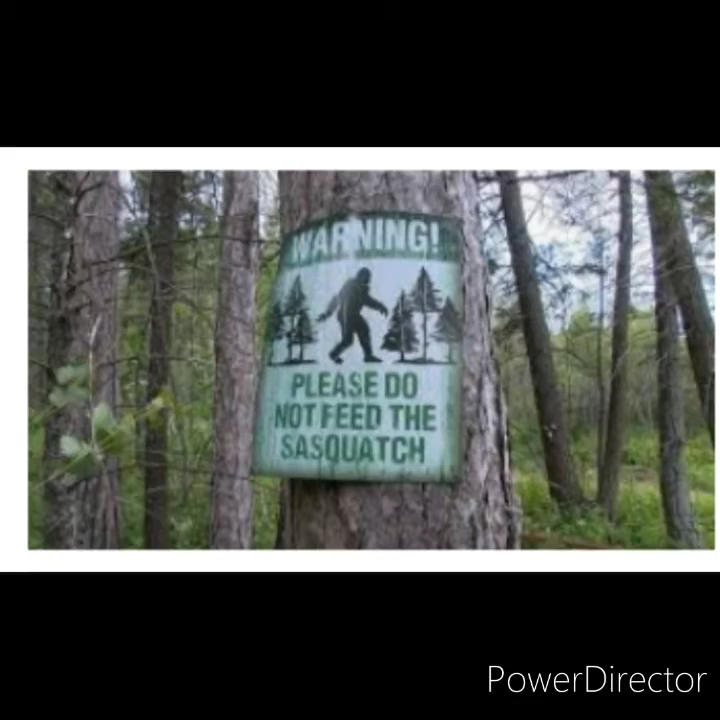 WARNING!
PLEASE DO
NOT FEED THE
SASQUATCH
PowerDirector